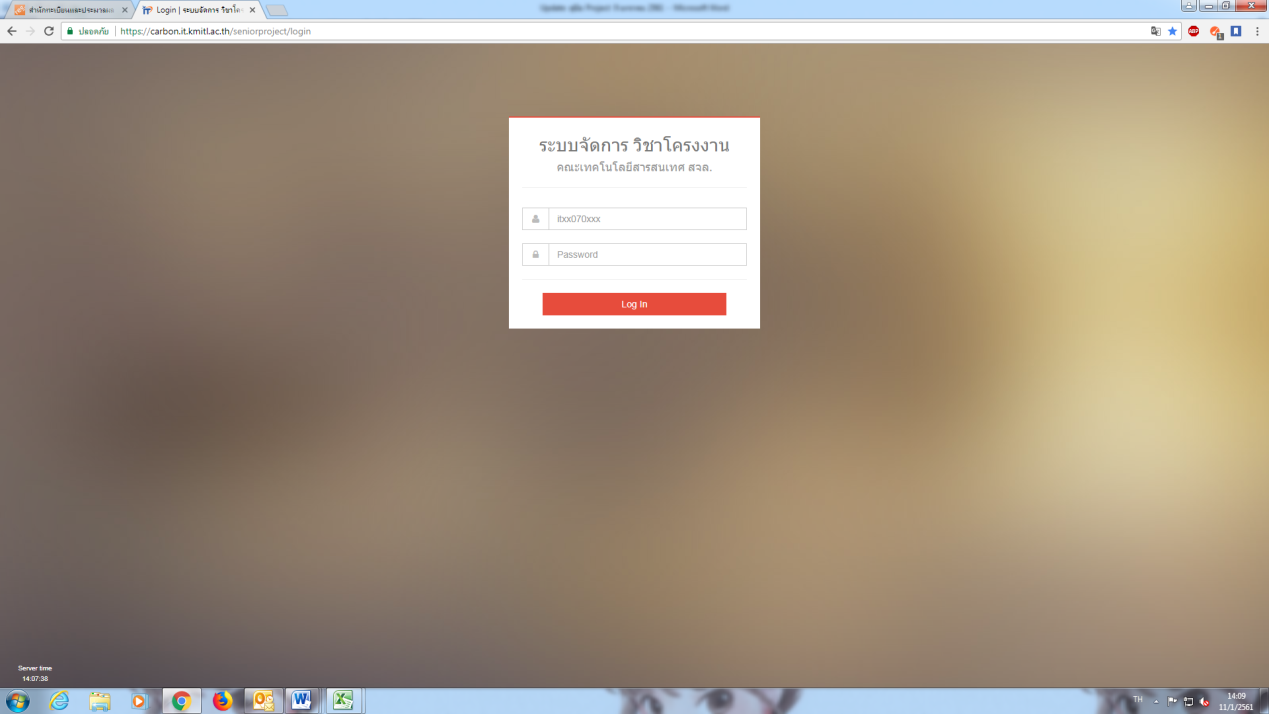 Login | ระบบจัดการ วิชาโคร
ปลอดภัย | https://carbon.it.kmitl.ac.th/seniorproject/login
ระบบจัดการ วิชาโครงงาน
คณะเทคโนโลยีสารสนเทศ สจล.
itxx070xxx
Password
Log In
Server time
14:07:38
TH
14:09
11/1/2561